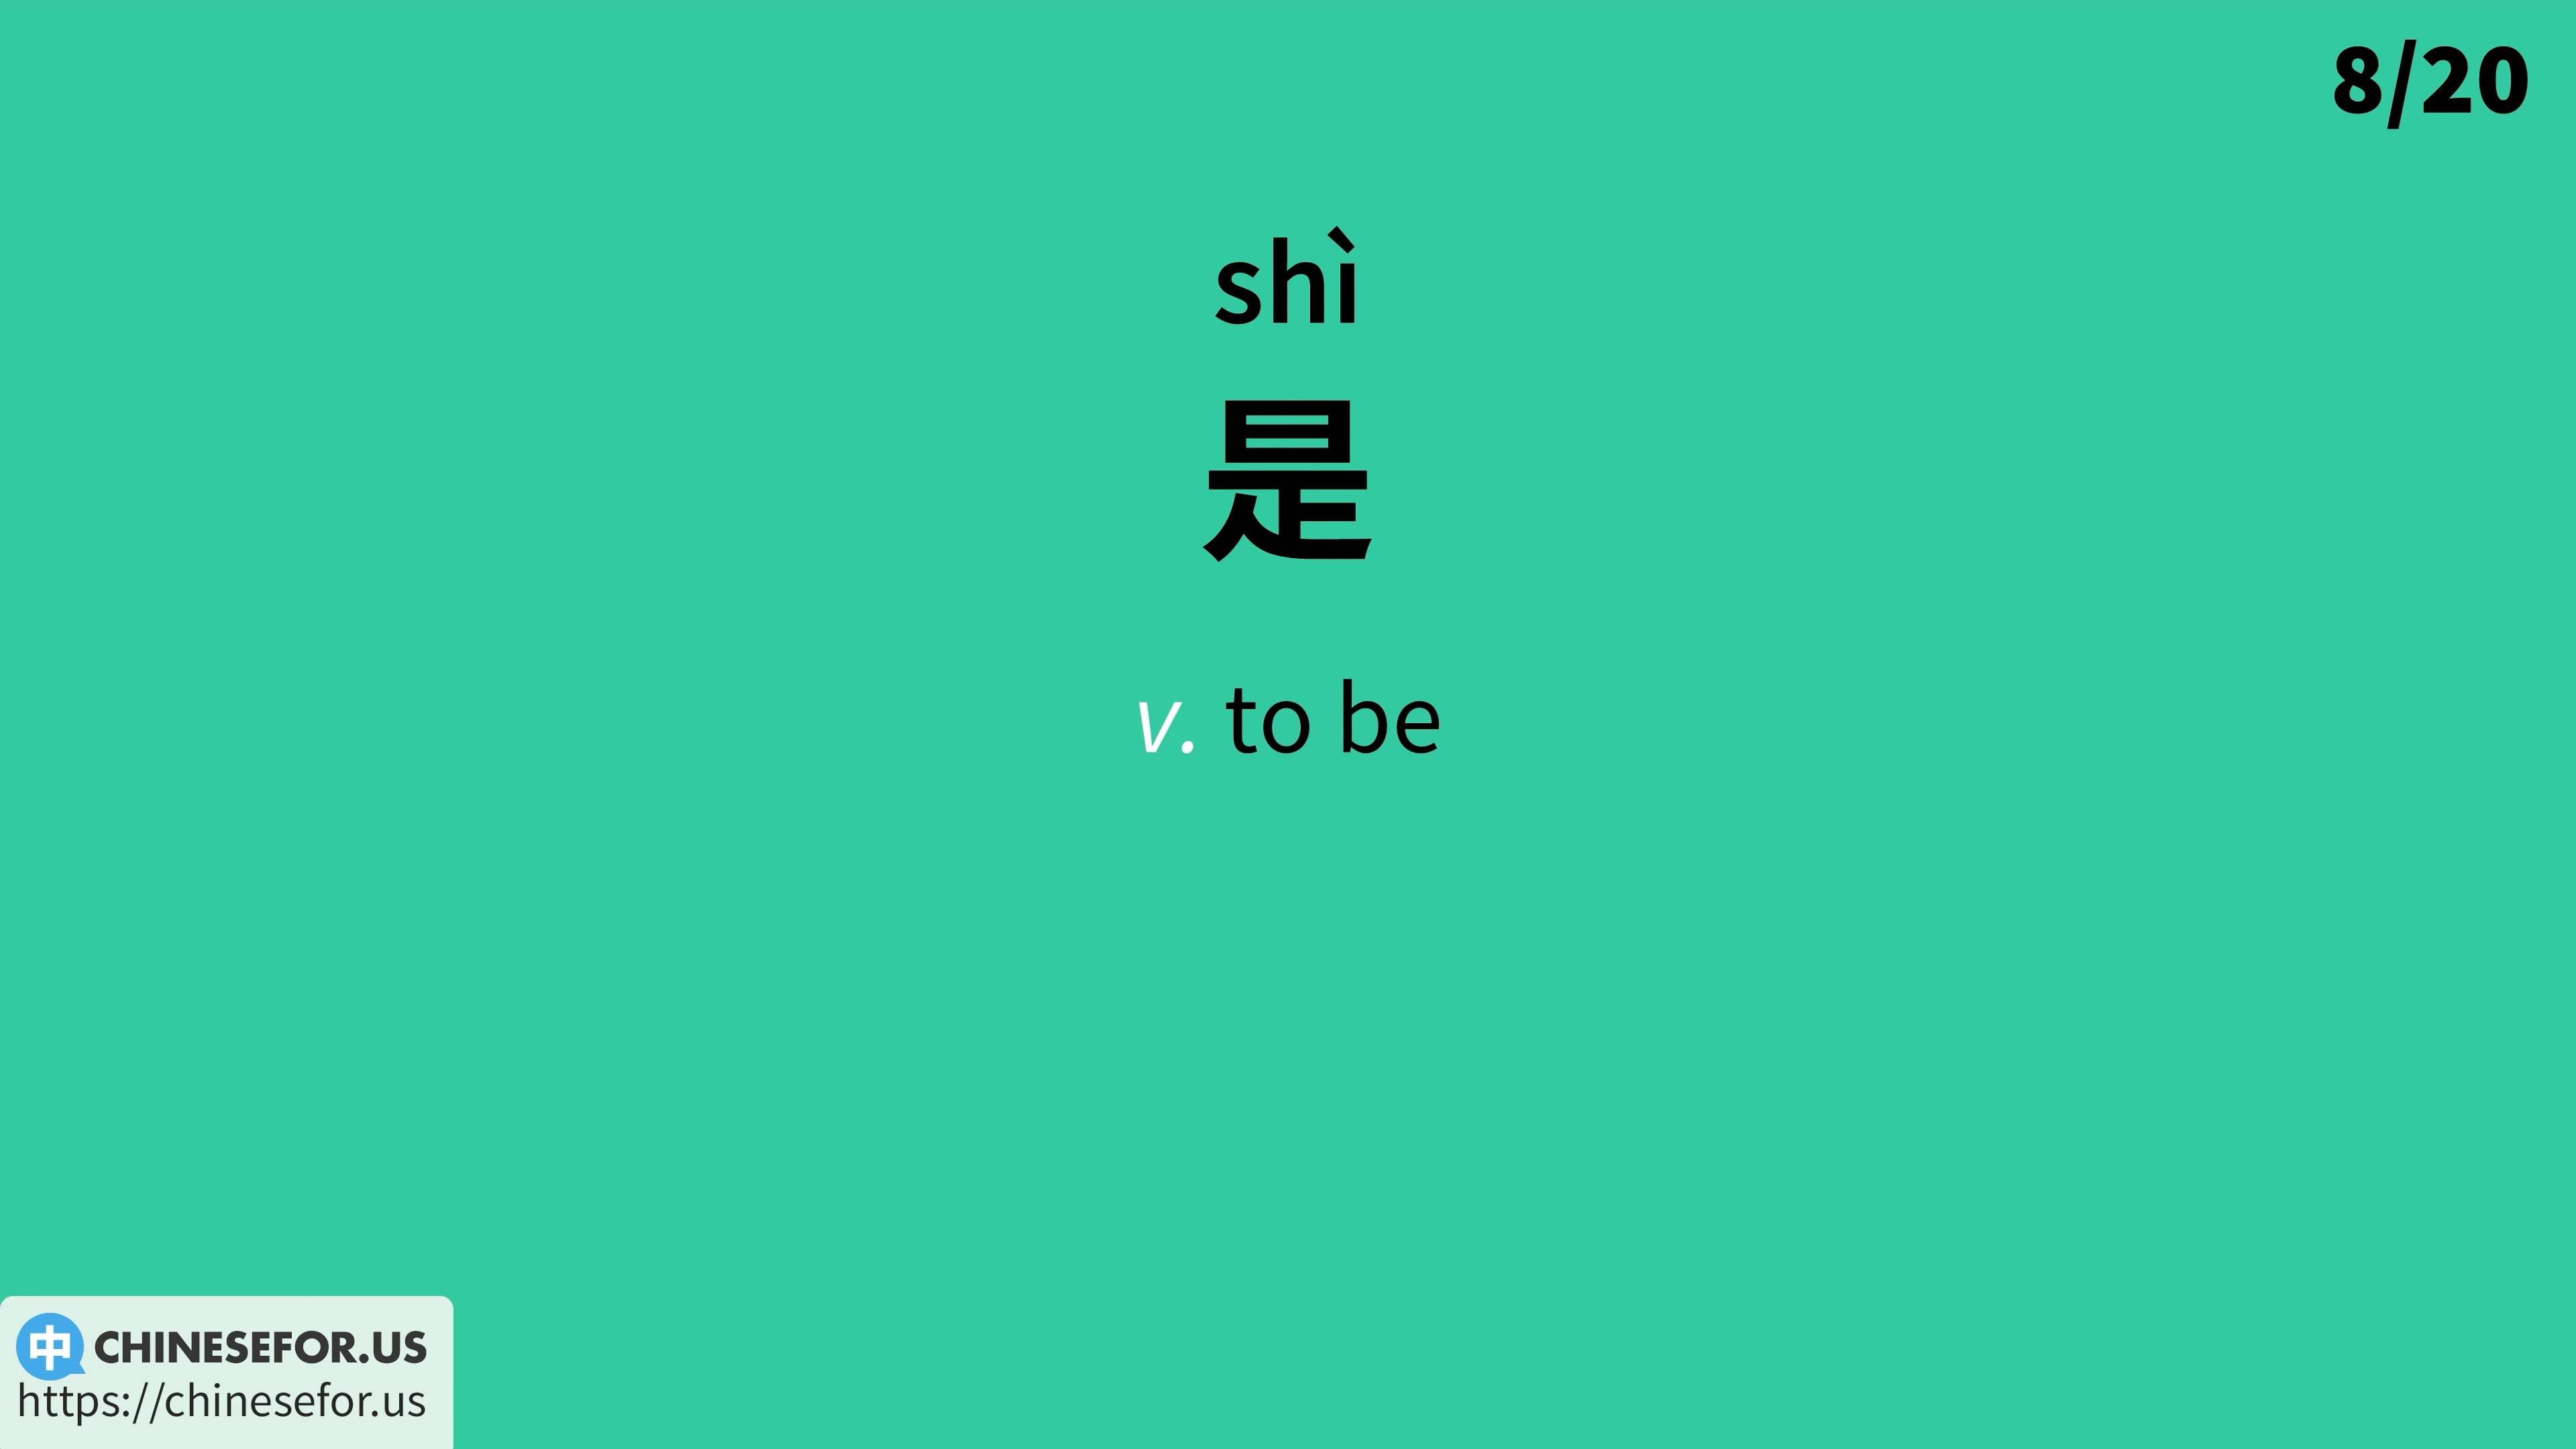 8/20
shì
是
v. to be
中 CHINESEFOR.US
https://chinesefor.us